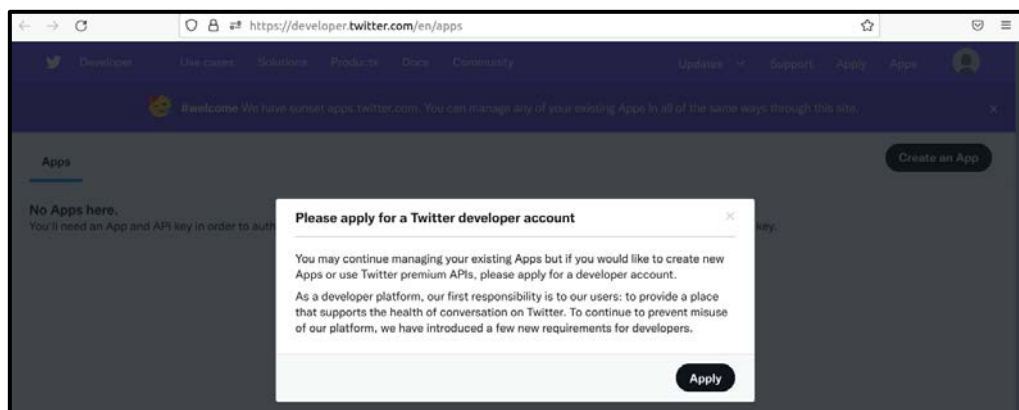 https://developer.twitter.com/en/apps
Developer Use cases Solutions Products Docs Community Updates Support Apply Apps
#welcome We have sunset apps.twitter.com. You can manage any of your existing Apps in all of the same ways through this site.
Apps
Create an App
No Apps here.
You'll need an App and API key in order to auth
key.
Please apply for a Twitter developer account
You may continue managing your existing Apps but if you would like to create new
Apps or use Twitter premium APIs, please apply for a developer account.
As a developer platform, our first responsibility is to our users: to provide a place
that supports the health of conversation on Twitter. To continue to prevent misuse
of our platform, we have introduced a few new requirements for developers.
Apply